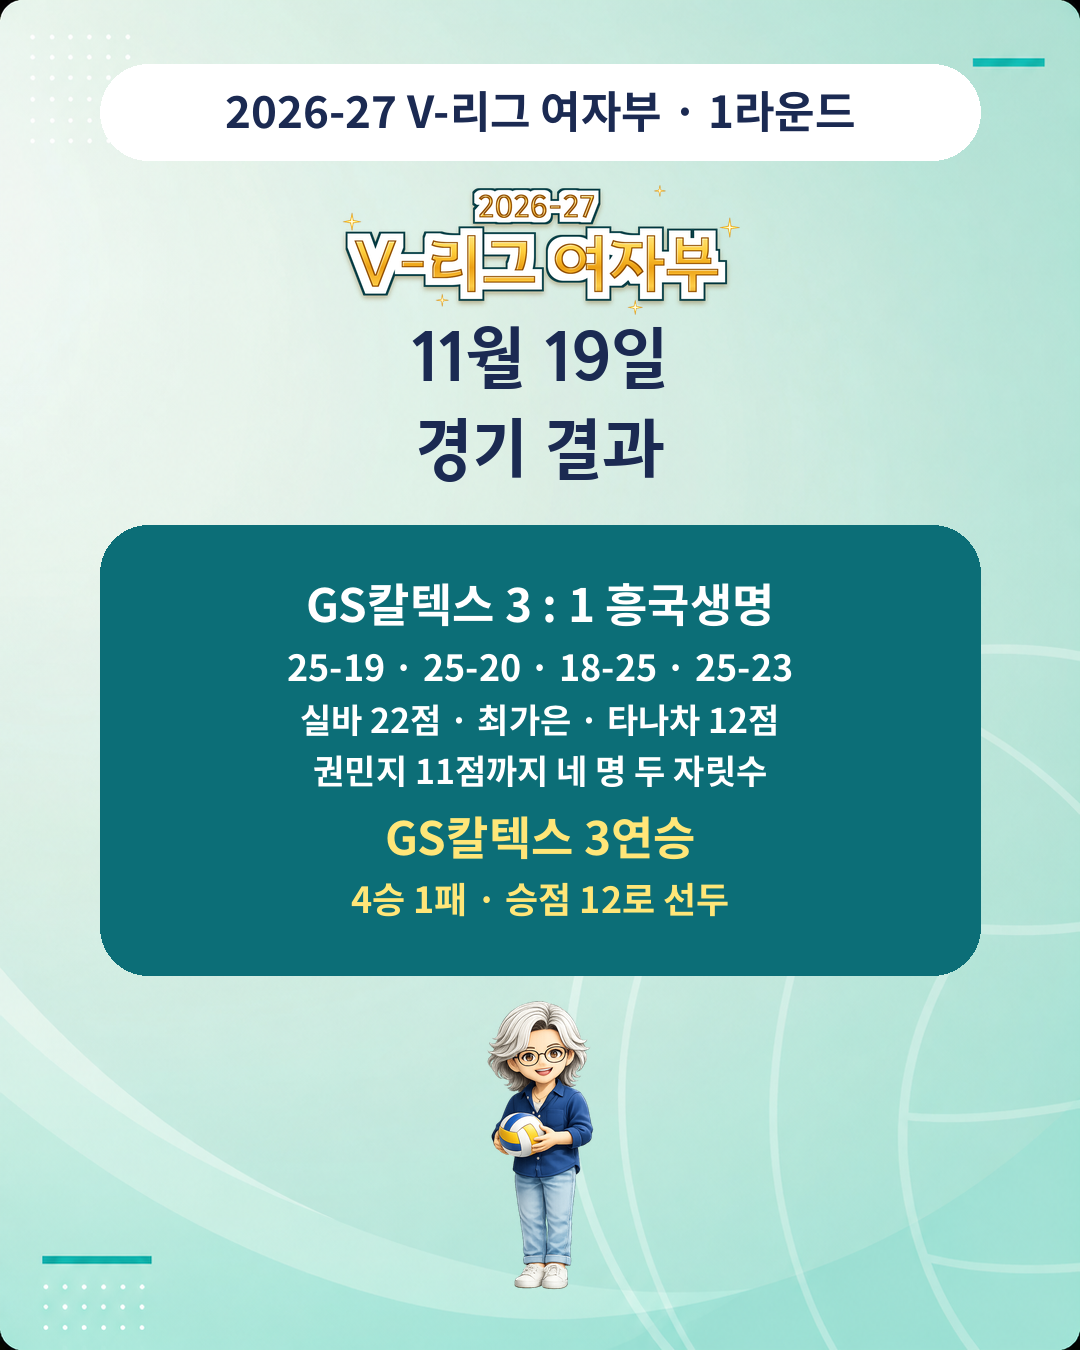 2026-27 V-리그 여자부 · 1라운드
2026-27
V-리그 여자부
11월 19일
경기 결과
GS칼텍스 3 : 1 흥국생명
25-19 · 25-20 · 18-25 · 25-23
실바 22점 · 최가은 · 타나차 12점
권민지 11점까지 네 명 두 자릿수
GS칼텍스 3연승
4승 1패 · 승점 12로 선두